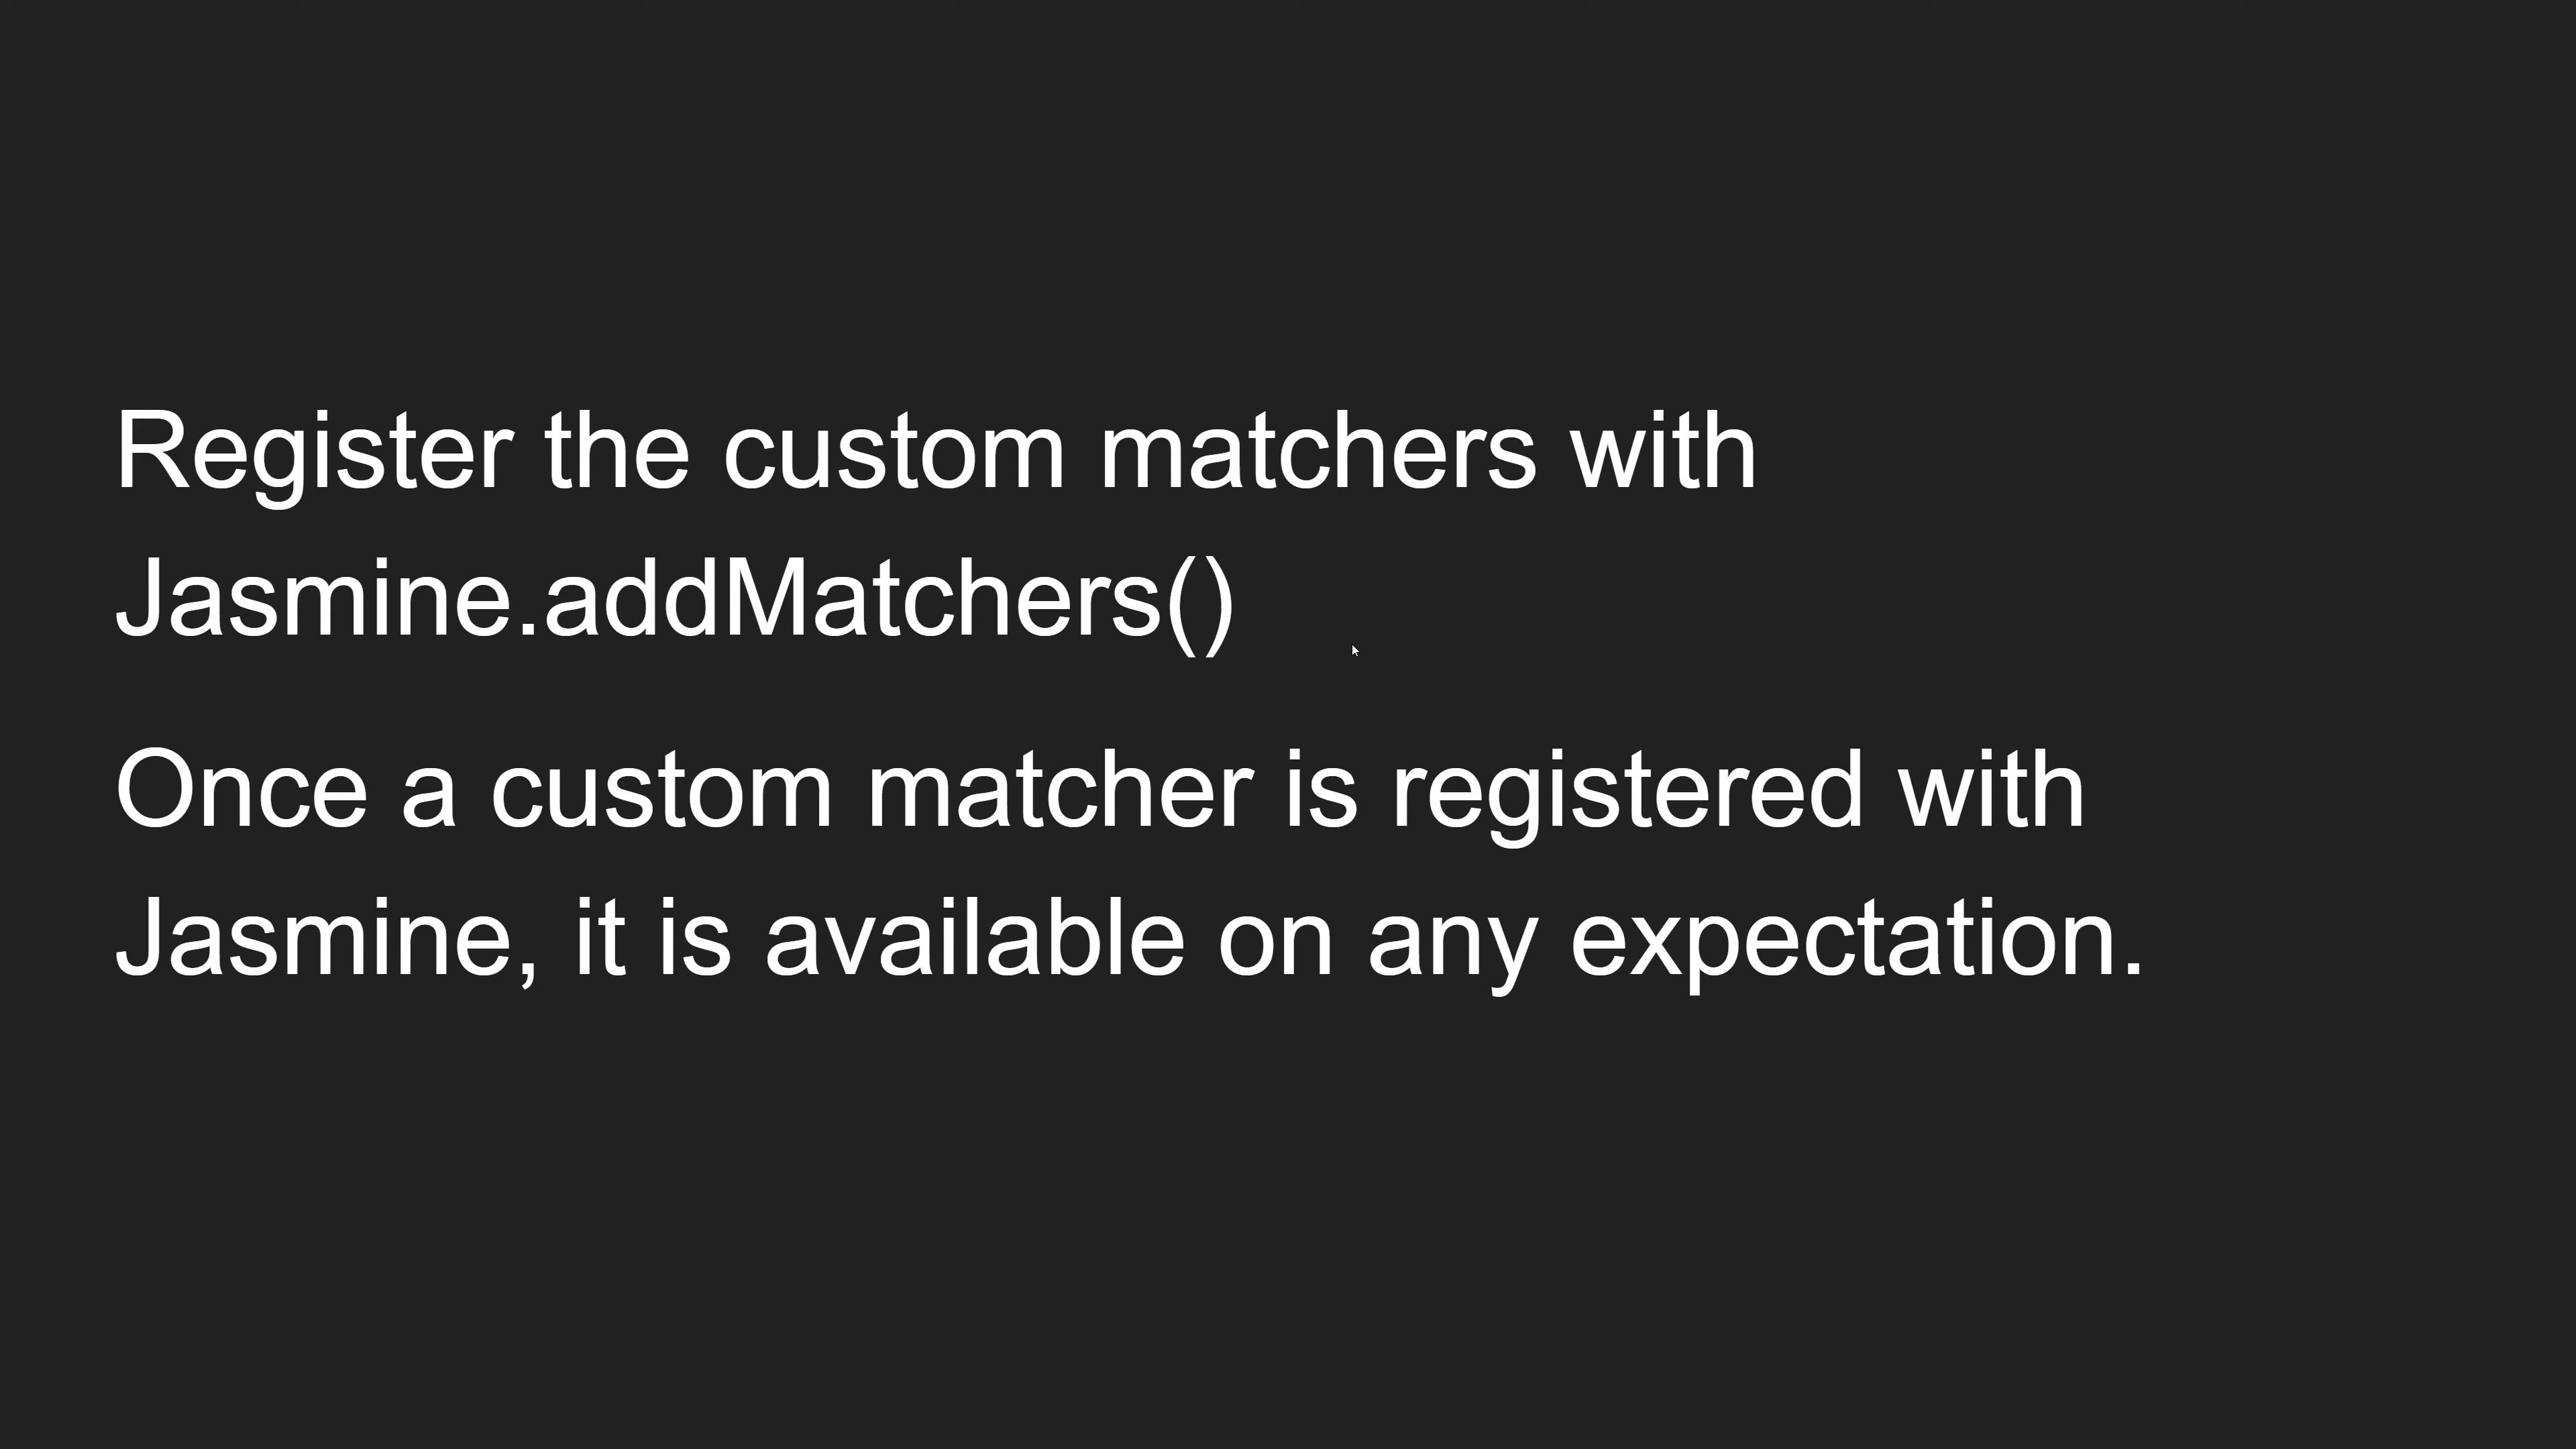 Register the custom matchers with
Jasmine.addMatchers()
Once a custom matcher is registered with
Jasmine, it is available on any expectation.